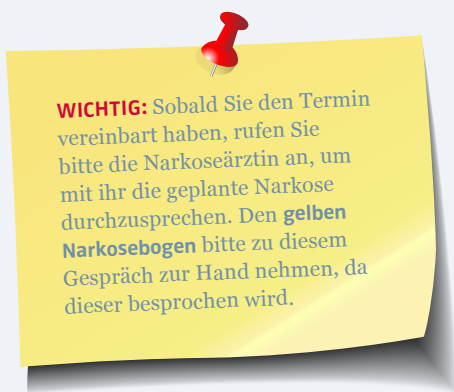 WICHTIG: Sobald Sie den Termin
vereinbart haben, rufen Sie
bitte die Narkoseärztin an, um
mit ihr die geplante Narkose
durchzusprechen. Den gelben
Narkosebogen bitte zu diesem
Gespräch zur Hand nehmen, da
dieser besprochen wird.